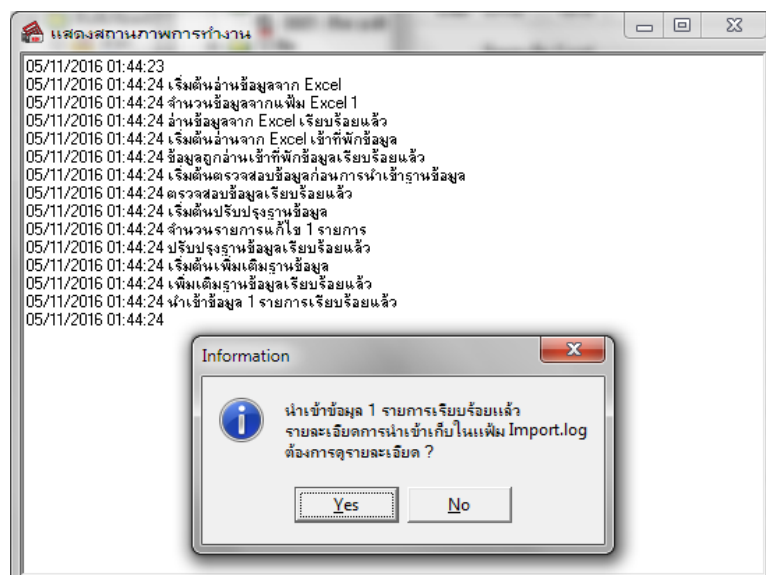 แสดงสถานภาพการทำงาน
05/11/2016 01:44:23
05/11/2016 01:44:24 เริ่มต้นอ่านข้อมูลจาก Excel
05/11/2016 01:44:24 จำนวนข้อมูลจากแฟ้ม Excel 1
05/11/2016 01:44:24 อ่านข้อมูลจาก Excel เรียบร้อยแล้ว
05/11/2016 01:44:24 เริ่มต้นอ่านจาก Excel เข้าที่พักข้อมูล
05/11/2016 01:44:24 ข้อมูลถูกอ่านเข้าที่พักข้อมูลเรียบร้อยแล้ว
05/11/2016 01:44:24 เริ่มต้นตรวจสอบข้อมูลก่อนการนำเข้าฐานข้อมูล
05/11/2016 01:44:24 ตรวจสอบข้อมูลเรียบร้อยแล้ว
05/11/2016 01:44:24 เริ่มต้นปรับปรุงฐานข้อมูล
05/11/2016 01:44:24 จำนวนรายการแก้ไข 1 รายการ
05/11/2016 01:44:24 ปรับปรุงฐานข้อมูลเรียบร้อยแล้ว
05/11/2016 01:44:24 เริ่มต้นเพิ่มเติมฐานข้อมูล
05/11/2016 01:44:24 เพิ่มเติมฐานข้อมูลเรียบร้อยแล้ว
05/11/2016 01:44:24 นำเข้าข้อมูล 1 รายการเรียบร้อยแล้ว
05/11/2016 01:44:24
Information
นำเข้าข้อมูล 1 รายการเรียบร้อยแล้ว
รายละเอียดการนำเข้าเก็บในแฟ้ม Import.log
ต้องการดูรายละเอียด ?
Yes No